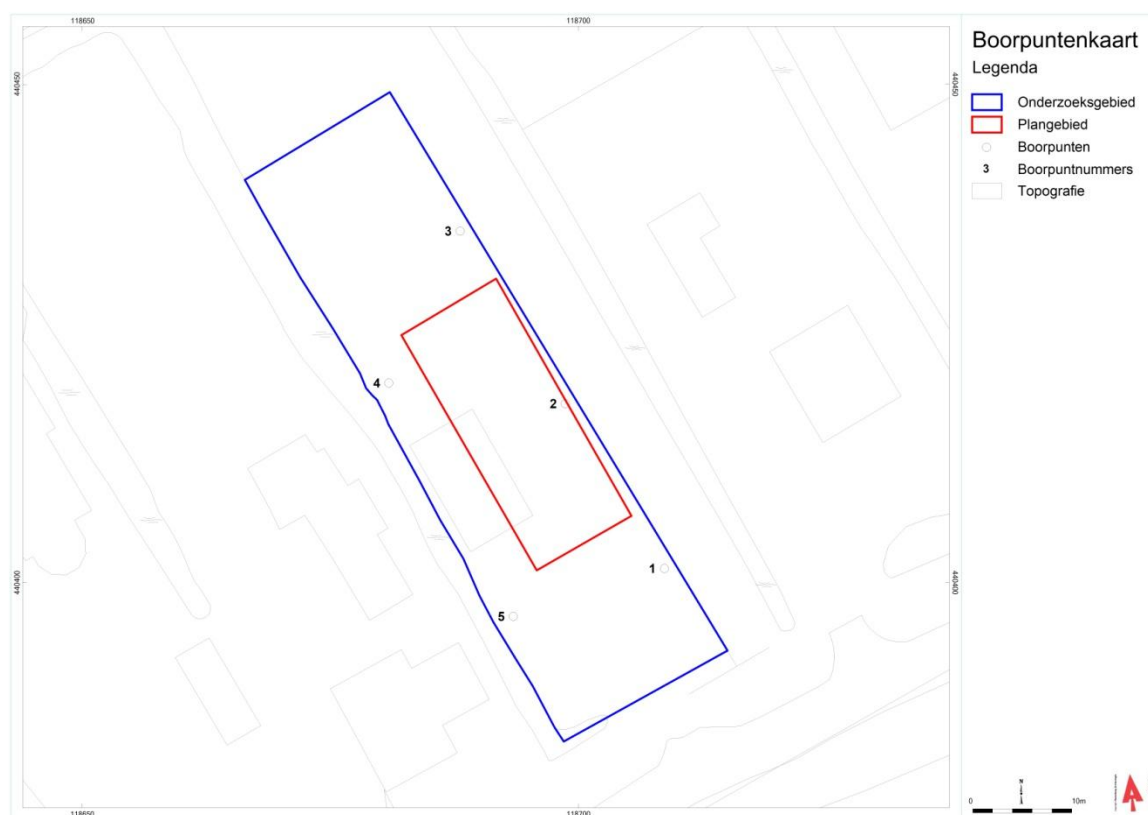 118650
118700
440450
440450
Boorpuntenkaart
Legenda
Onderzoeksgebied
Plangebied
Boorpunten
3 Boorpuntnummers
Topografie
3
4
2
1
5
440400
440400
118650
118700
N
0 10m